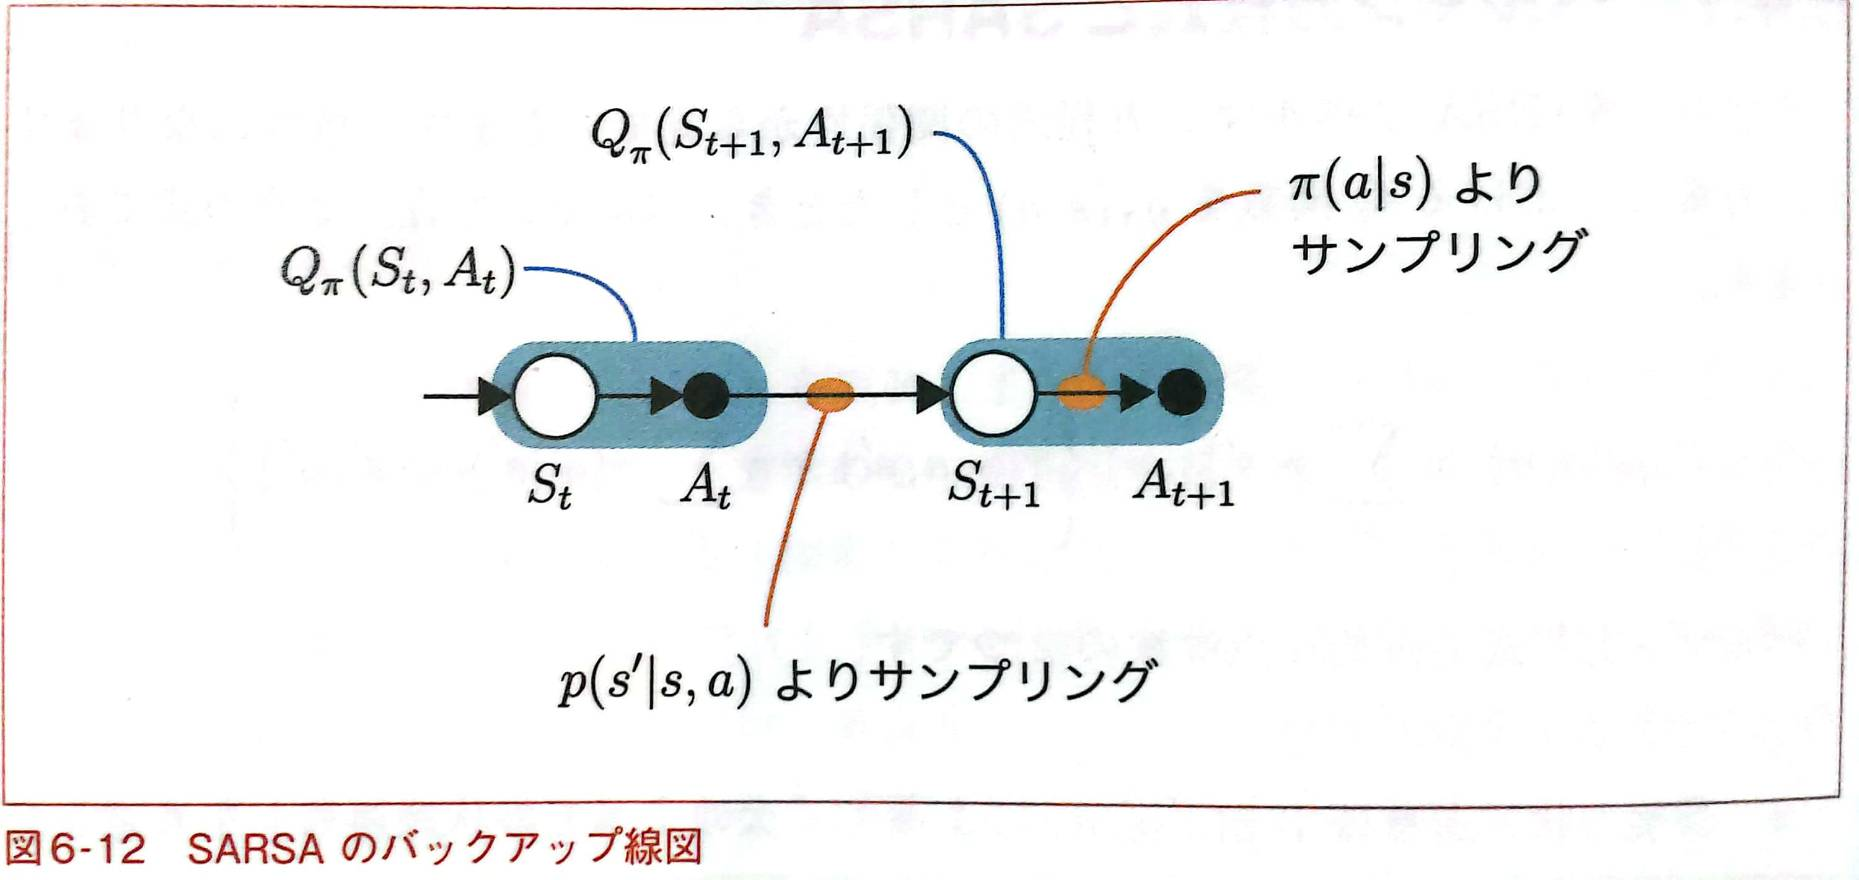 Qπ(St+1, At+1)
π(a|s) より
サンプリング
Qπ(St, At)
St
At
St+1
At+1
p(s′|s, a) よりサンプリング
図6-12 SARSA のバックアップ線図